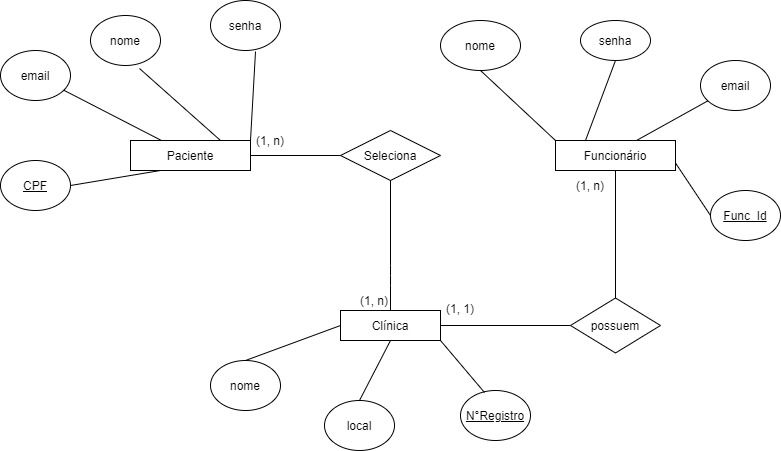 senha
nome
nome
senha
email
email
(1, n)
Paciente
Seleciona
Funcionário
CPF
(1, n)
Func_Id
(1, n)
(1, 1)
Clínica
possuem
nome
N°Registro
local